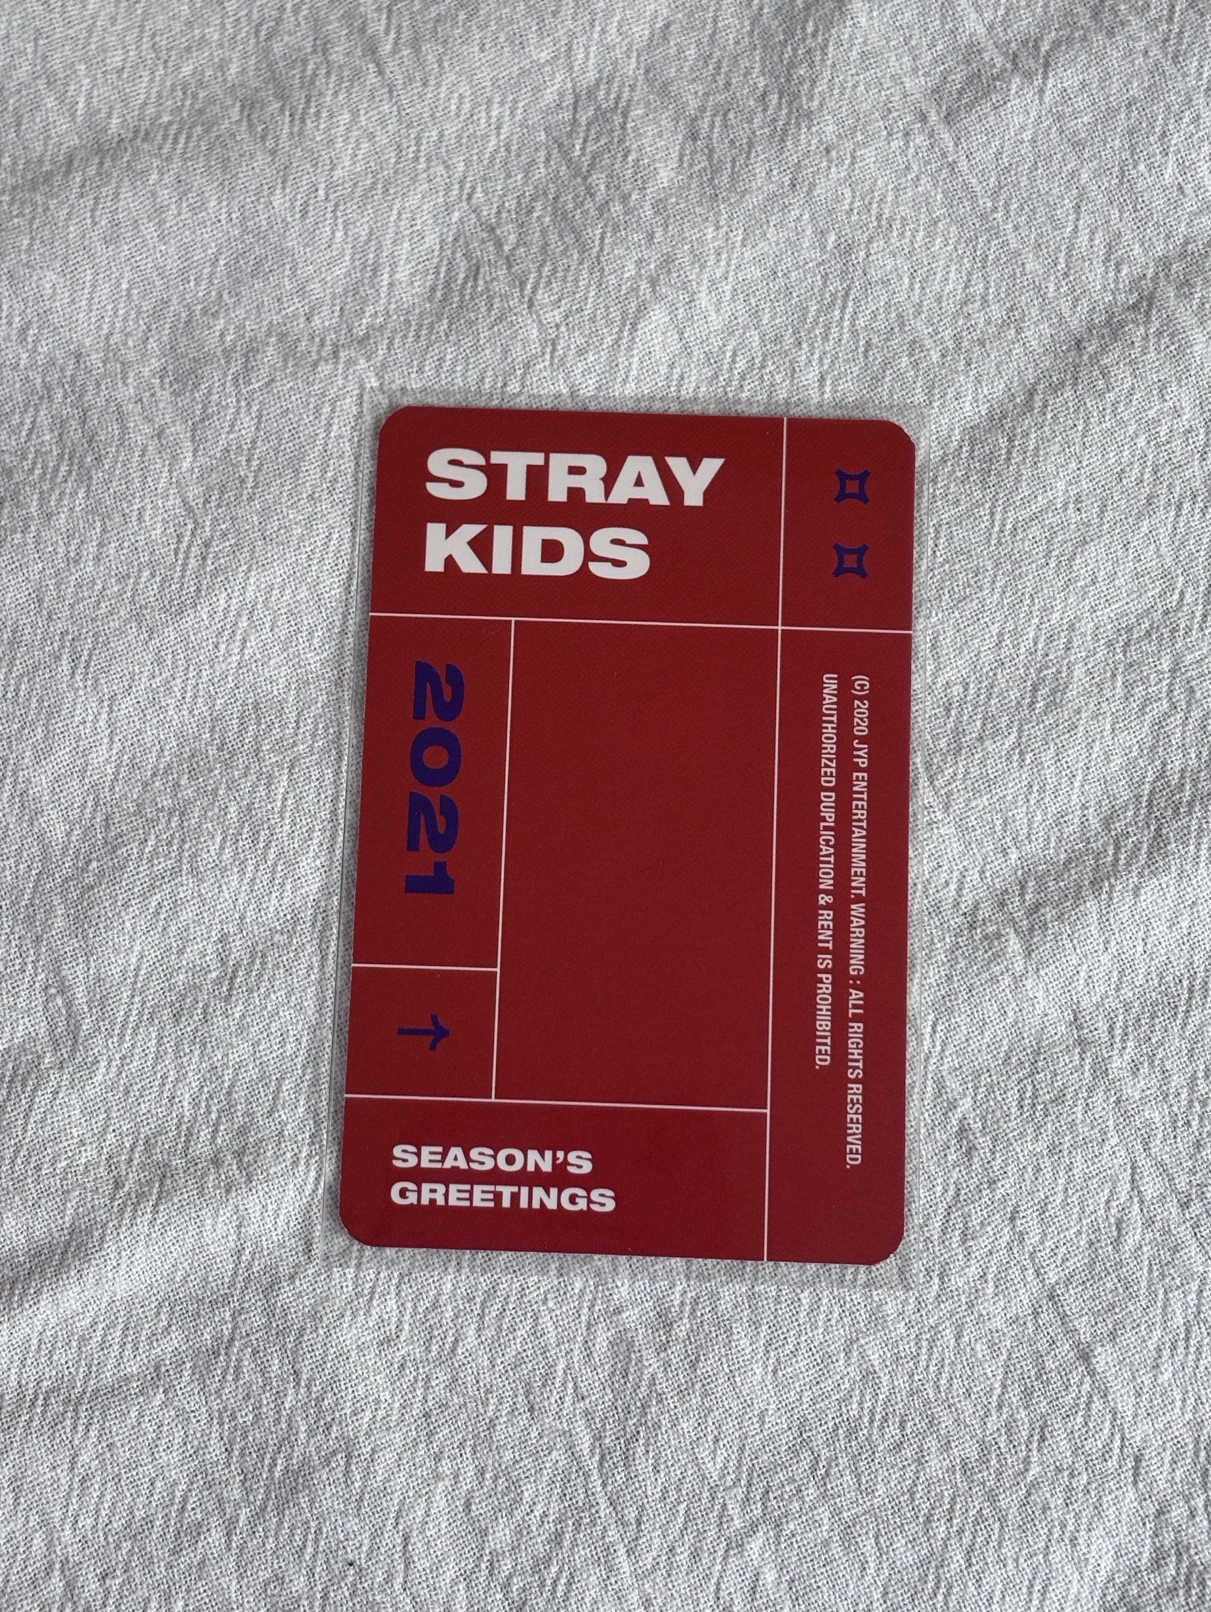 STRAY
KIDS
2021
(C) 2020 JYP ENTERTAINMENT. WARNING : ALL RIGHTS RESERVED.
UNAUTHORIZED DUPLICATION & RENT IS PROHIBITED.
SEASON'S
GREETINGS